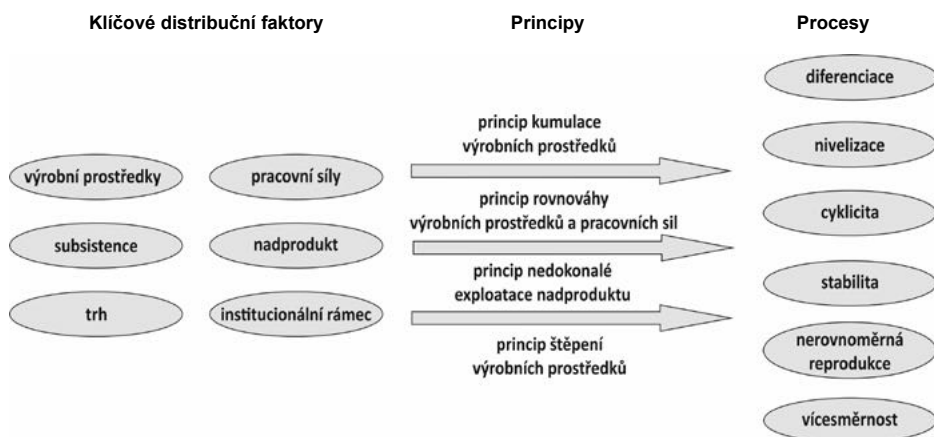 Klíčové distribuční faktory
Principy
Procesy
výrobní prostředky
pracovní síly
subsistence
nadprodukt
trh
institucionální rámec
princip kumulace
výrobních prostředků
princip rovnováhy
výrobních prostředků a pracovních sil
princip nedokonalé
exploatace nadproduktu
princip štěpení
výrobních prostředků
diferenciace
nivelizace
cyklicita
stabilita
nerovnoměrná
reprodukce
vícesměrnost